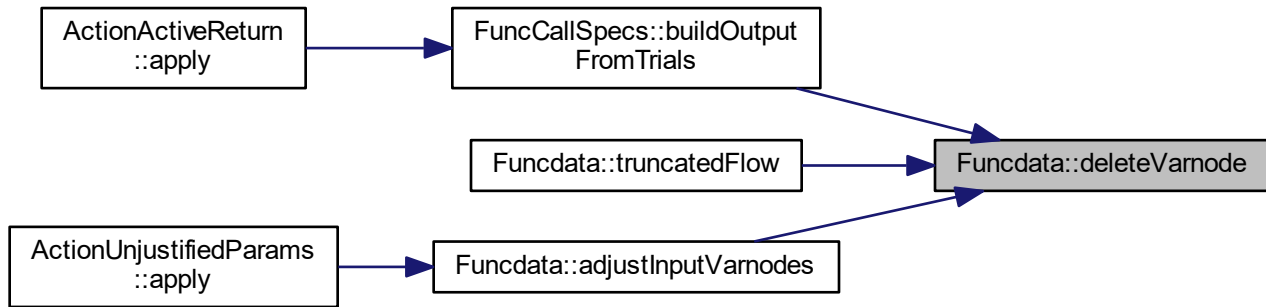 ActionActiveReturn
::apply
FuncCallSpecs::buildOutput
FromTrials
Funcdata::truncatedFlow
Funcdata::deleteVarnode
ActionUnjustifiedParams
::apply
Funcdata::adjustInputVarnodes